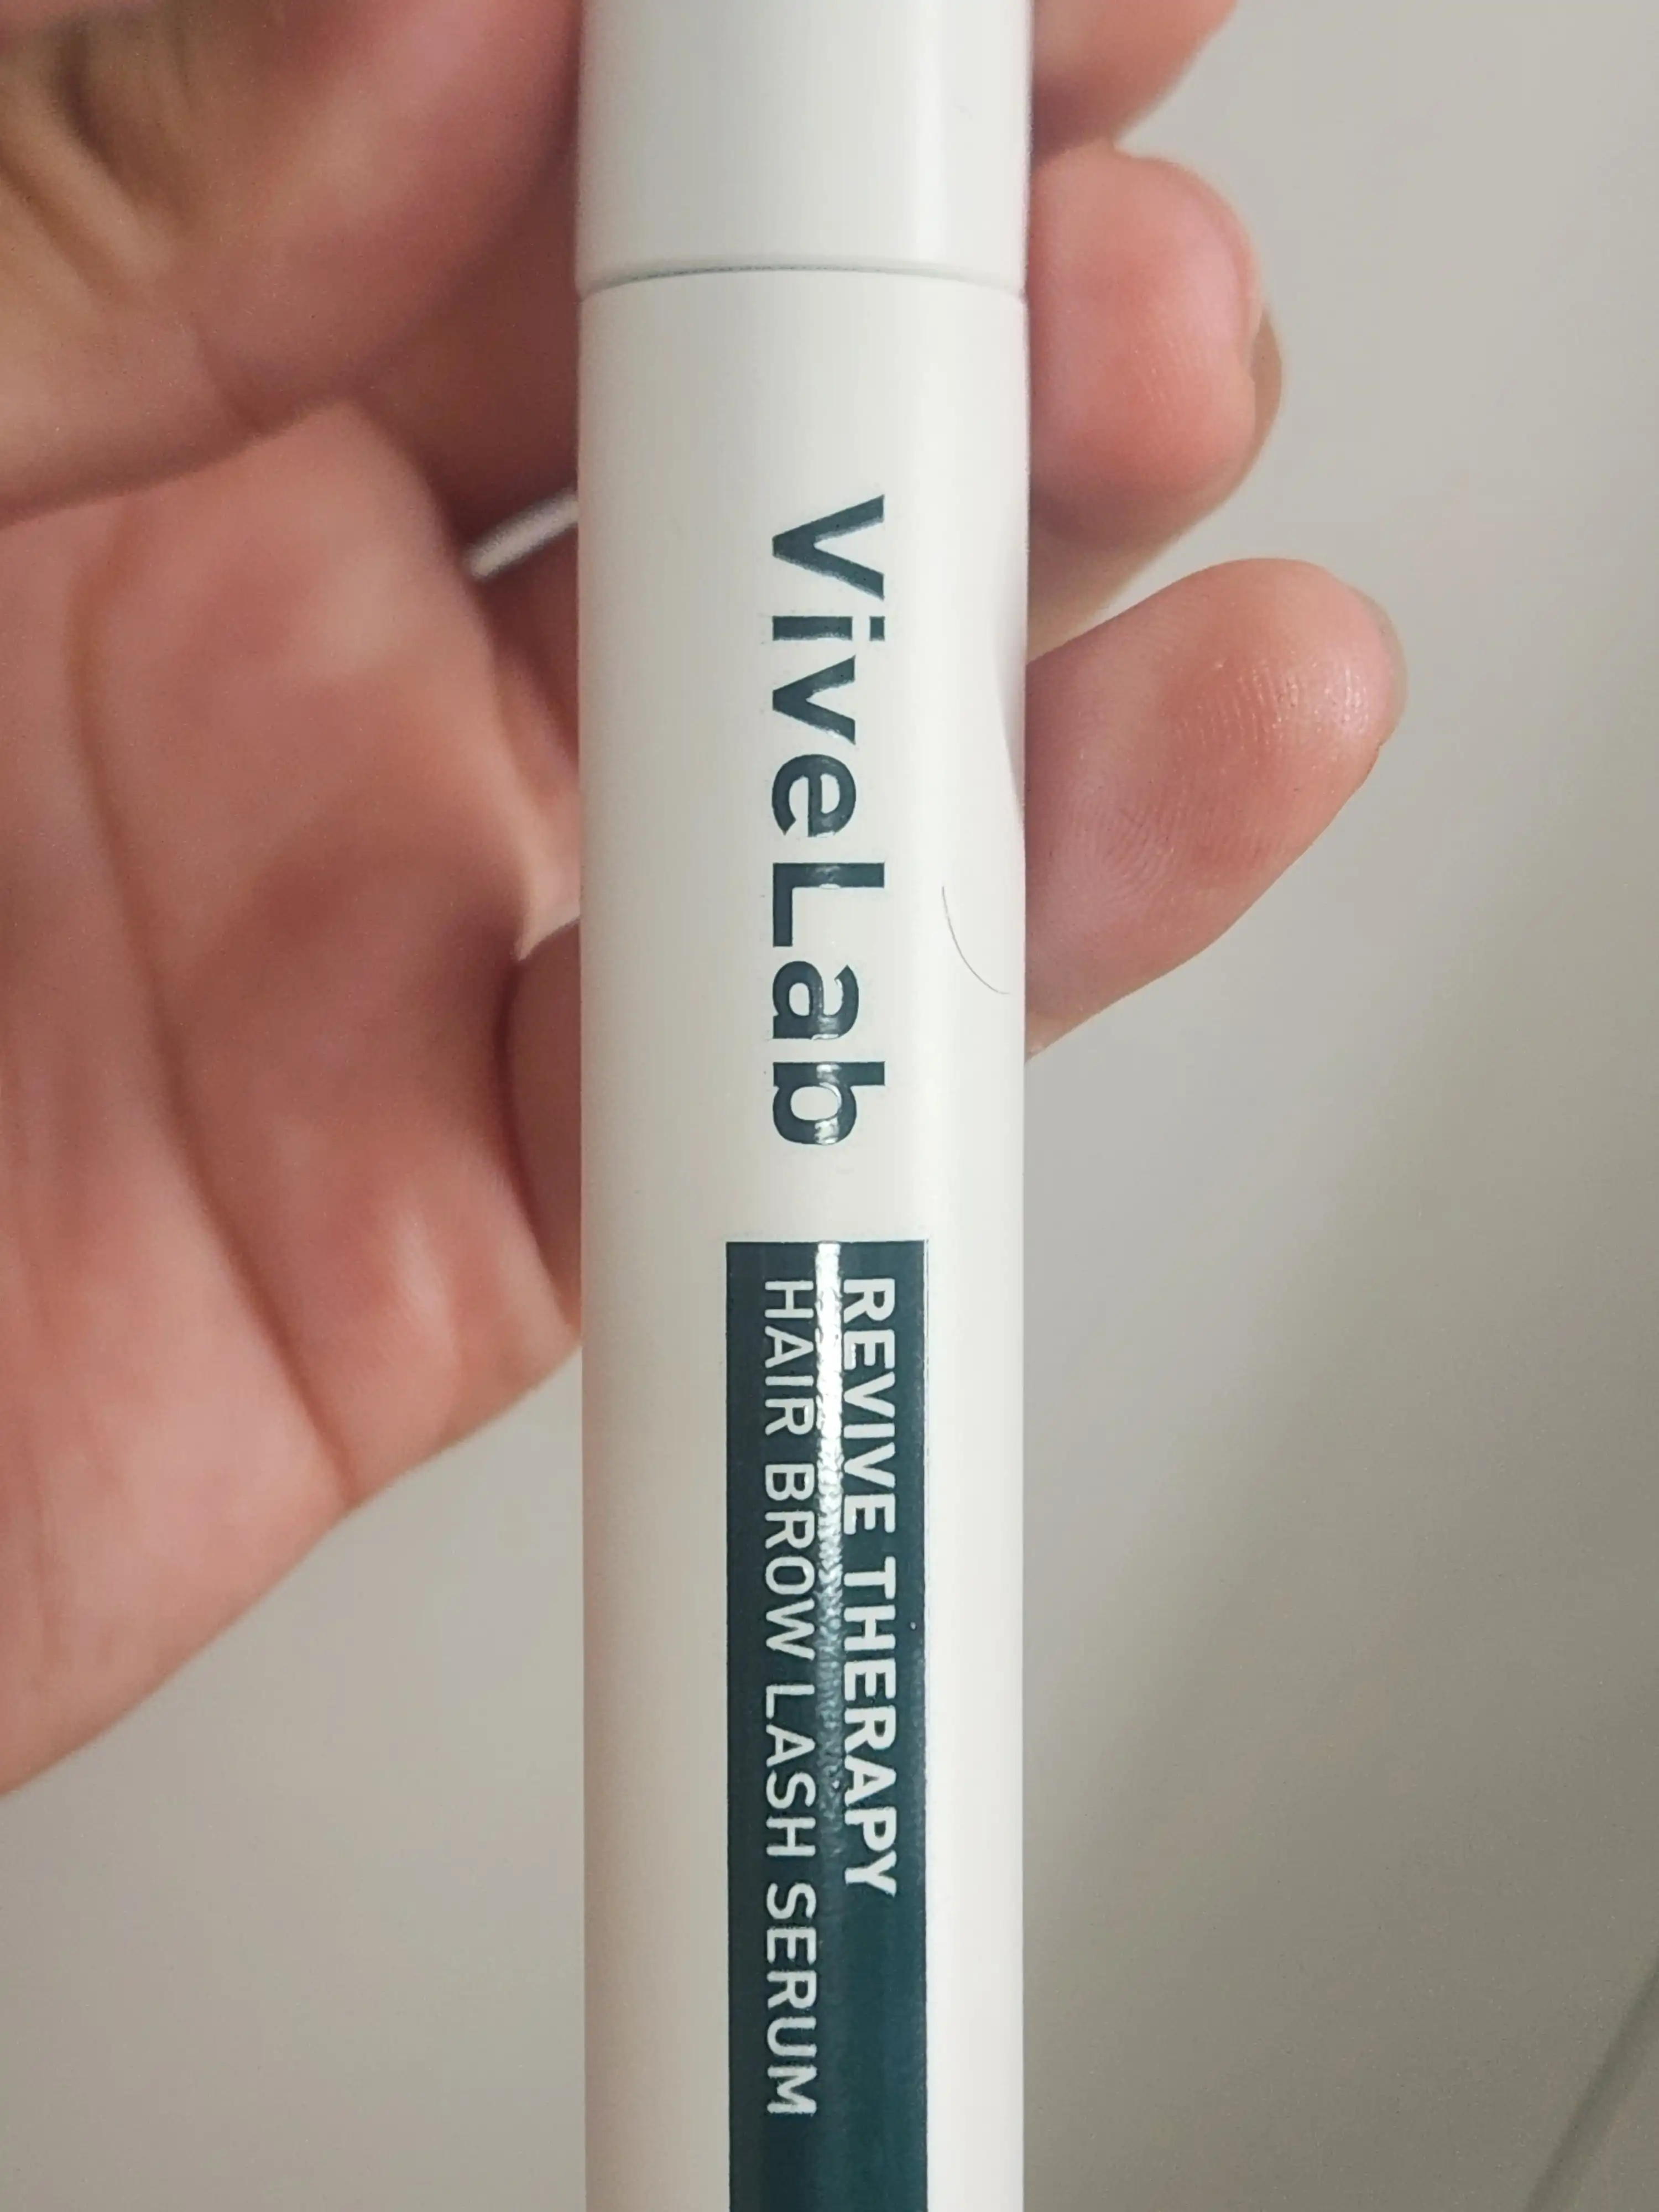 ViveLab
REVIVE THERAPY
HAIR BROW LASH SERUM